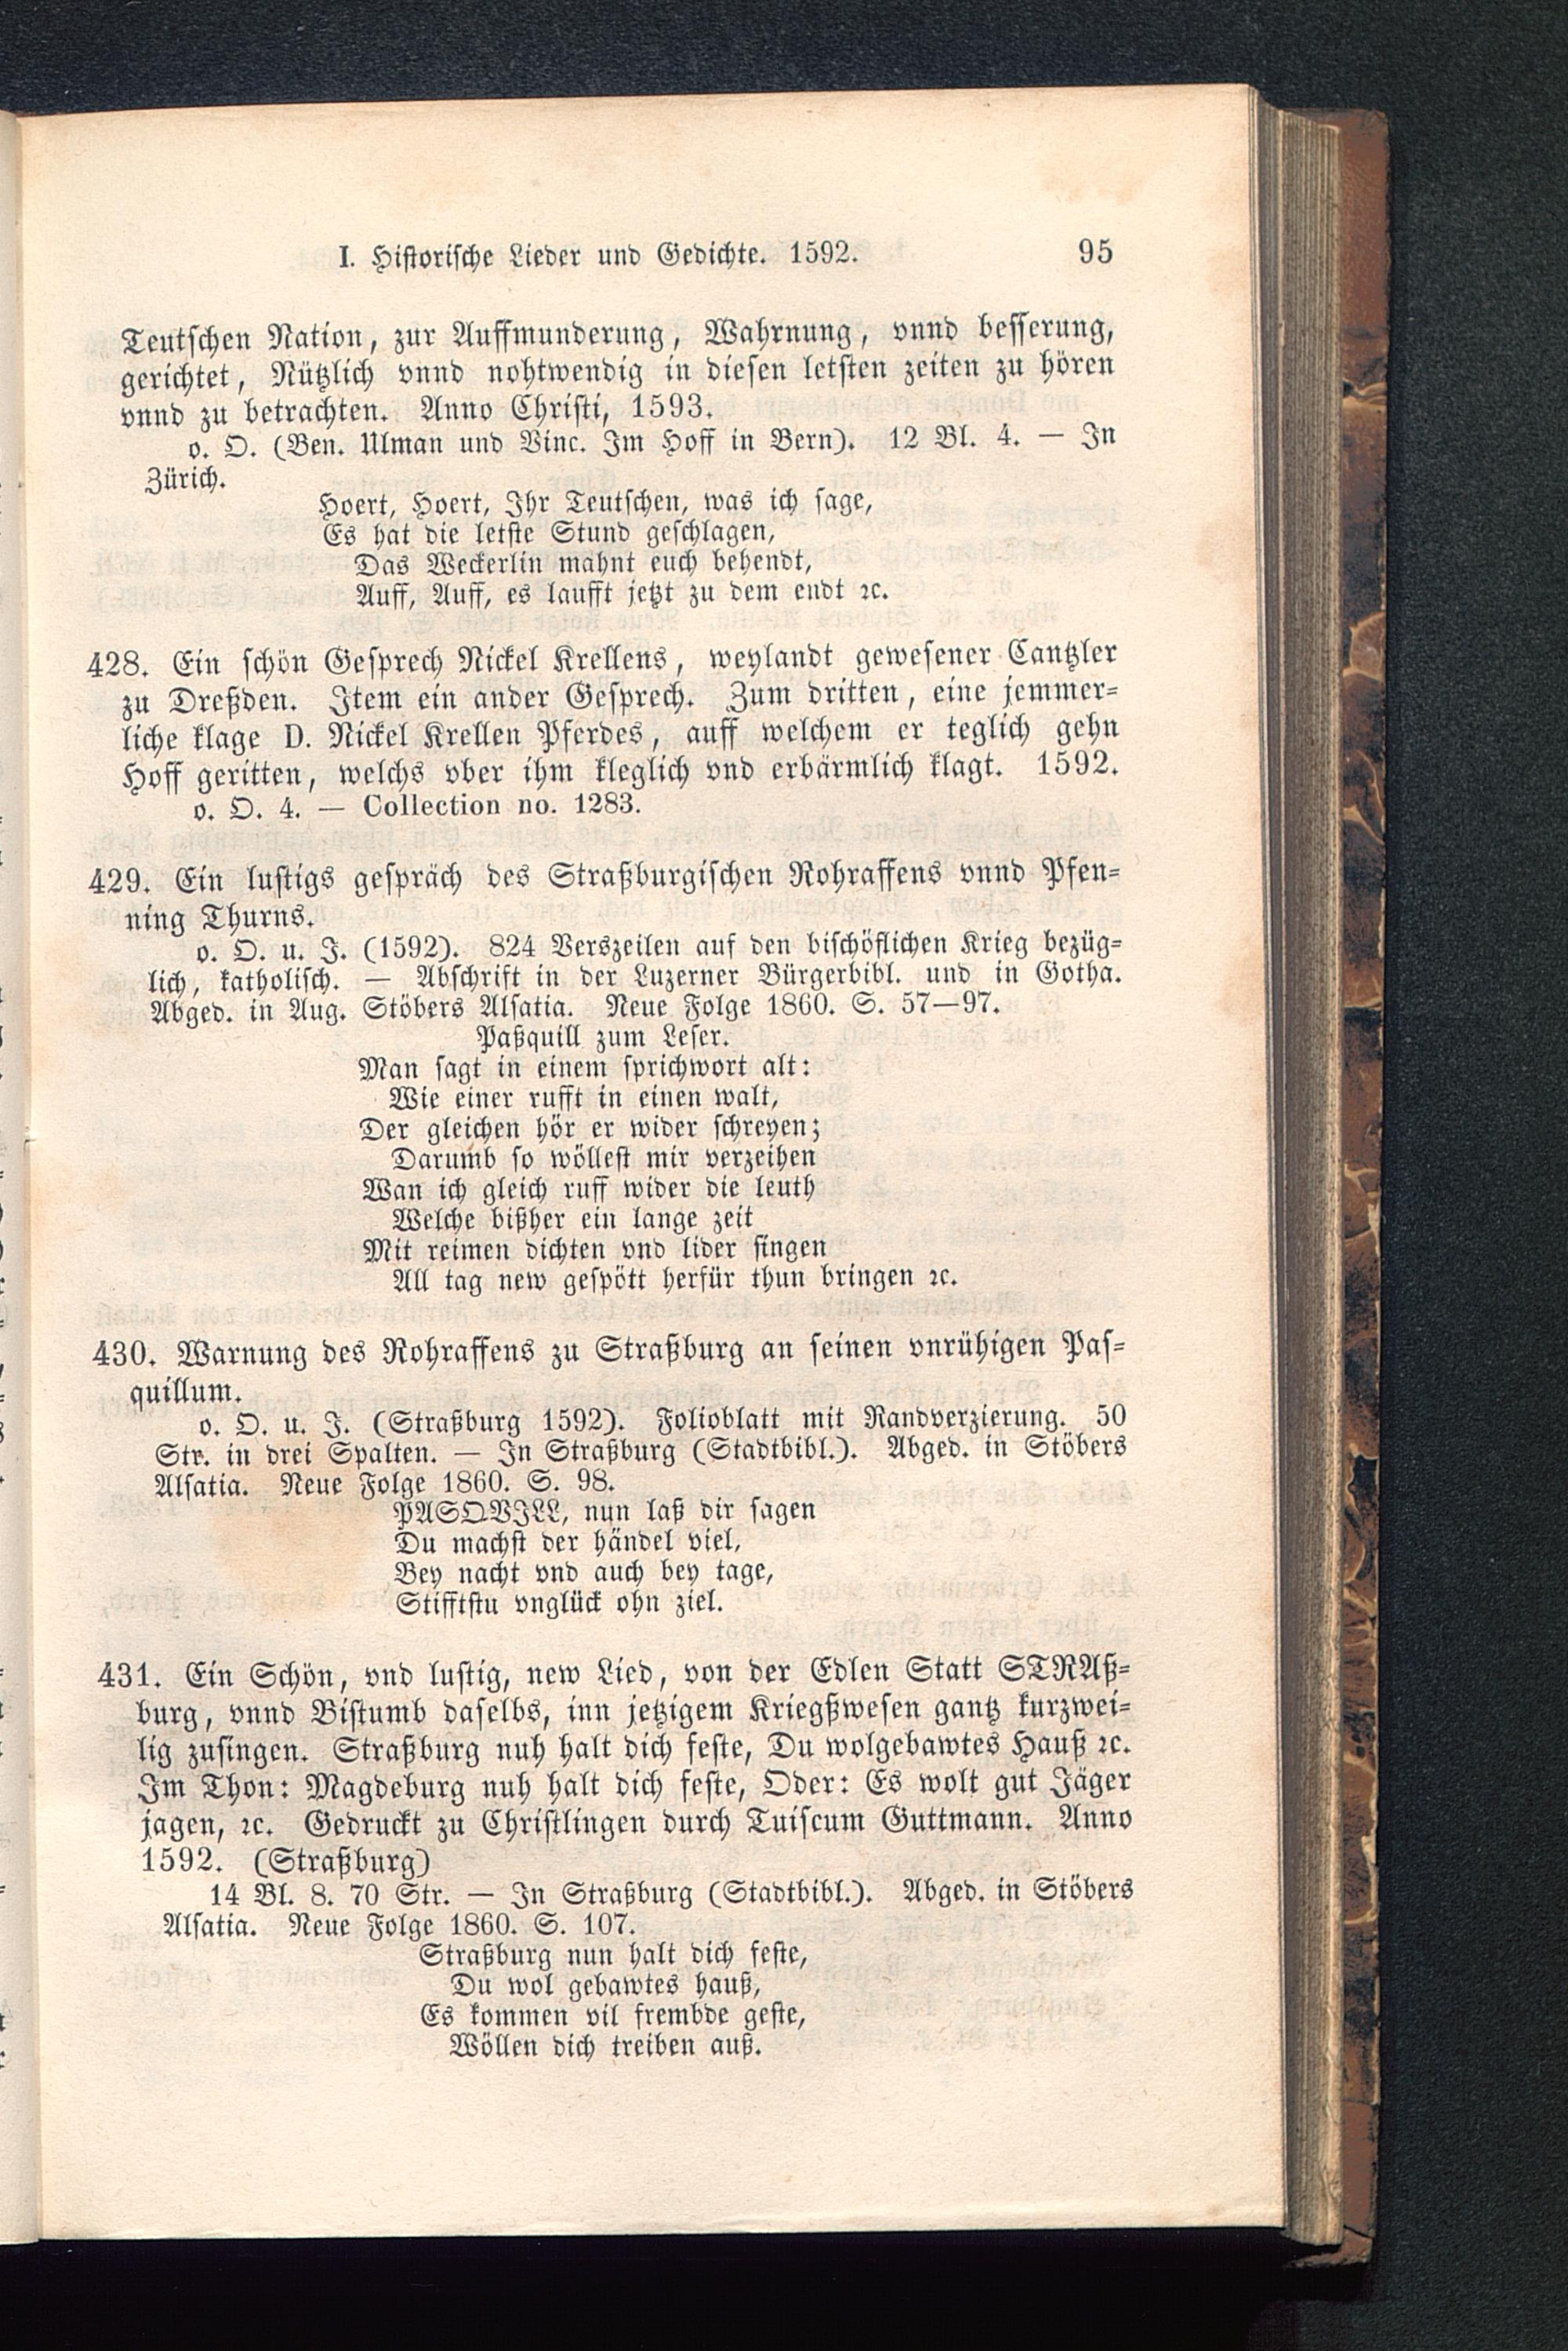 I. Historische Lieder und Gedichte. 1592. 95
Teutschen Nation, zur Auffmunderung, Wahrnung, vnnd besserung,
gerichtet, Nützlich vnnd nohtwendig in diesen letsten zeiten zu hören
vnnd zu betrachten. Anno Christi, 1593.
o. O. (Ben. Ulman und Vinc. Im Hoff in Bern). 12 Bl. 4. — In
Zürich.
Hoert, Hoert, Ihr Teutschen, was ich sage,
Es hat die letste Stund geschlagen,
Das Weckerlin mahnt euch behendt,
Auff, Auff, es laufft jetzt zu dem endt ꝛc.
428. Ein schön Gesprech Nickel Krellens, weylandt gewesener Cantzler
zu Dreßden. Item ein ander Gesprech. Zum dritten, eine jemmer-
liche klage D. Nickel Krellen Pferdes, auff welchem er teglich gehn
Hoff geritten, welchs vber ihm kleglich vnd erbärmlich klagt. 1592.
o. O. 4. — Collection no. 1283.
429. Ein lustigs gespräch des Straßburgischen Rohraffens vnnd Pfen-
ning Thurns.
o. O. u. J. (1592). 824 Verszeilen auf den bischöflichen Krieg bezüg-
lich, katholisch. — Abschrift in der Luzerner Bürgerbibl. und in Gotha.
Abged. in Aug. Stöbers Alsatia. Neue Folge 1860. S. 57—97.
Paßquill zum Leser.
Man sagt in einem sprichwort alt:
Wie einer rufft in einen walt,
Der gleichen hör er wider schreyen;
Darumb so wöllest mir verzeihen
Wan ich gleich ruff wider die leuth
Welche bißher ein lange zeit
Mit reimen dichten vnd lider singen
All tag new gespött herfür thun bringen ꝛc.
430. Warnung des Rohraffens zu Straßburg an seinen vnrühigen Pas-
quillum.
o. O. u. J. (Straßburg 1592). Folioblatt mit Randverzierung. 50
Str. in drei Spalten. — In Straßburg (Stadtbibl.). Abged. in Stöbers
Alsatia. Neue Folge 1860. S. 98.
PASQVILL, nun laß dir sagen
Du machst der händel viel,
Bey nacht vnd auch bey tage,
Stifftstu vnglück ohn ziel.
431. Ein Schön, vnd lustig, new Lied, von der Edlen Statt STRAß-
burg, vnnd Bistumb daselbs, inn jetzigem Kriegßwesen gantz kurzwei-
lig zusingen. Straßburg nuh halt dich feste, Du wolgebawtes Hauß ꝛc.
Im Thon: Magdeburg nuh halt dich feste, Oder: Es wolt gut Jäger
jagen, ꝛc. Gedruckt zu Christlingen durch Tuiscum Guttmann. Anno
1592. (Straßburg)
14 Bl. 8. 70 Str. — In Straßburg (Stadtbibl.). Abged. in Stöbers
Alsatia. Neue Folge 1860. S. 107.
Straßburg nun halt dich feste,
Du wol gebawtes hauß,
Es kommen vil frembde geste,
Wöllen dich treiben auß.